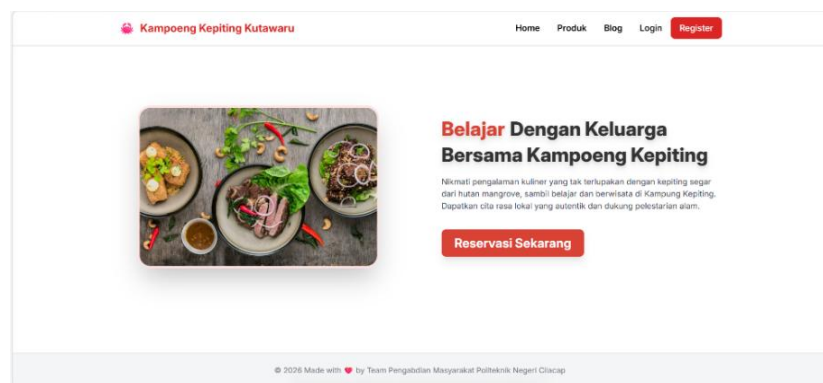 Kampoeng Kepiting Kutawaru
Home Produk Blog Login Register
Belajar Dengan Keluarga
Bersama Kampoeng Kepiting
Nikmati pengalaman kuliner yang tak terlupakan dengan kepiting segar
dari hutan mangrove, sambil belajar dan berwisata di Kampung Kepiting.
Dapatkan cita rasa lokal yang autentik dan dukung pelestarian alam.
Reservasi Sekarang
© 2026 Made with ❤ by Team Pengabdian Masyarakat Politeknik Negeri Cilacap